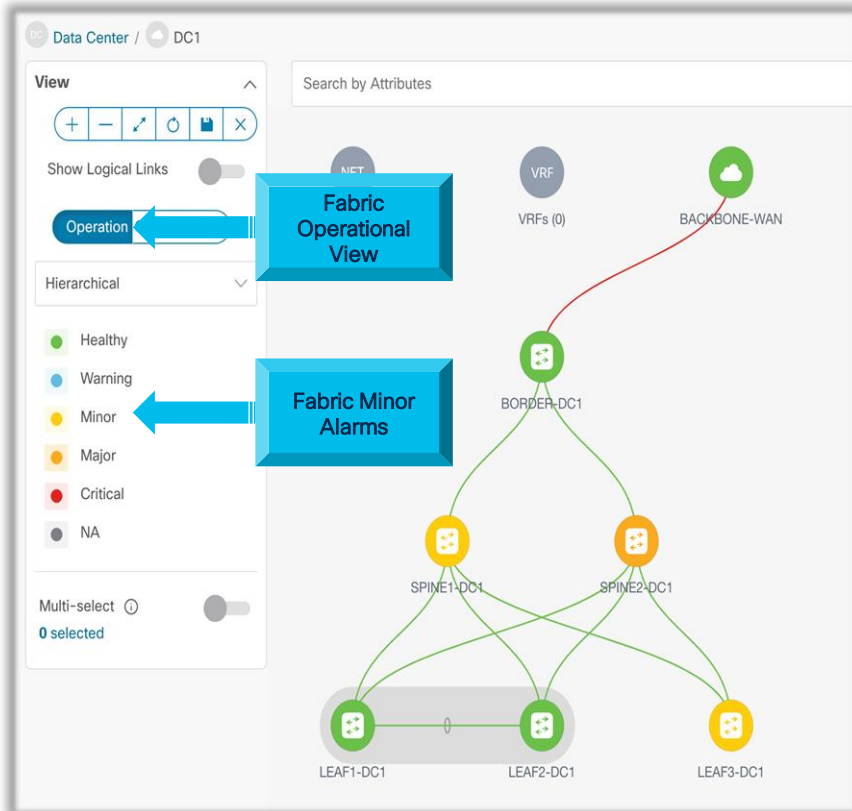 DC Data Center / DC1
View
Search by Attributes
Show Logical Links
NET
VRF
VRFs (0)
BACKBONE-WAN
Operation
Fabric
Operational
View
Hierarchical
Healthy
Warning
Minor
Major
Critical
NA
Fabric Minor
Alarms
BORDER-DC1
SPINE1-DC1
SPINE2-DC1
Multi-select
0 selected
LEAF1-DC1
LEAF2-DC1
LEAF3-DC1